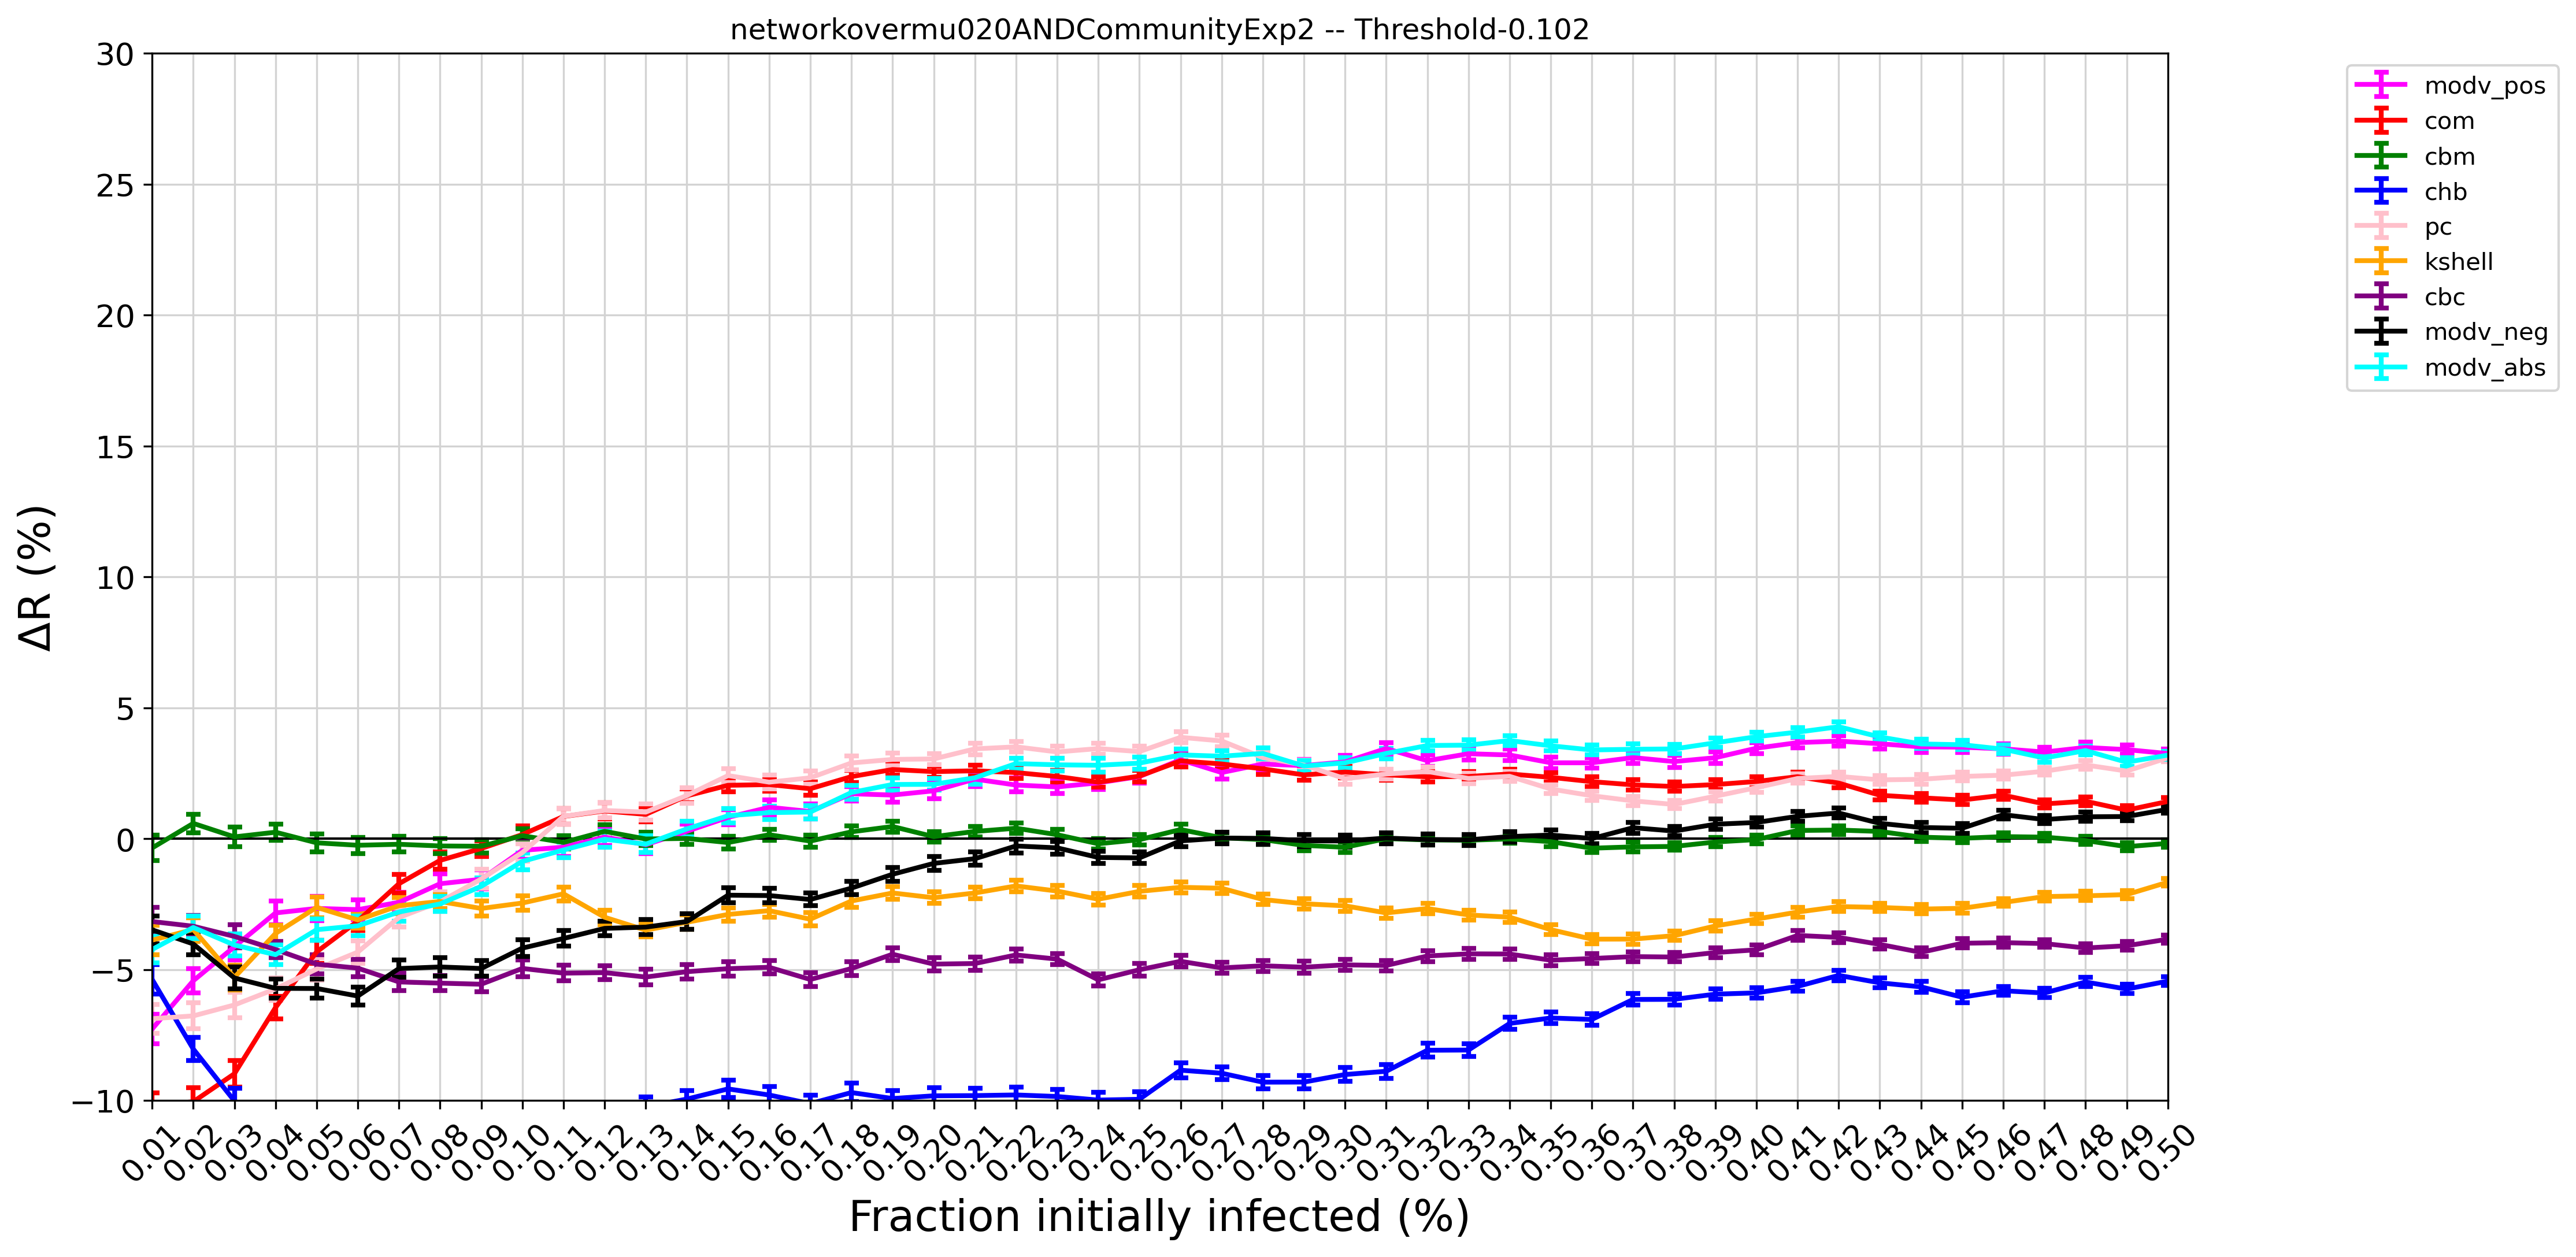 networkovermu020ANDCommunityExp2 -- Threshold-0.102
30
25
20
15
10
5
0
−5
−10
ΔR (%)
0.01 0.02 0.03 0.04 0.05 0.06 0.07 0.08 0.09 0.10 0.11 0.12 0.13 0.14 0.15 0.16 0.17 0.18 0.19 0.20 0.21 0.22 0.23 0.24 0.25 0.26 0.27 0.28 0.29 0.30 0.31 0.32 0.33 0.34 0.35 0.36 0.37 0.38 0.39 0.40 0.41 0.42 0.43 0.44 0.45 0.46 0.47 0.48 0.49 0.50
Fraction initially infected (%)
modv_pos
com
cbm
chb
pc
kshell
cbc
modv_neg
modv_abs